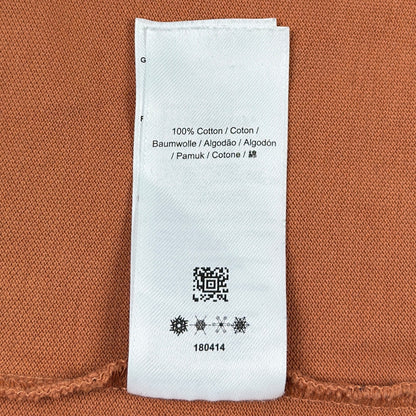 G
F
100% Cotton / Coton /
Baumwolle / Algodão / Algodón
/ Pamuk / Cotone / 綿
180414